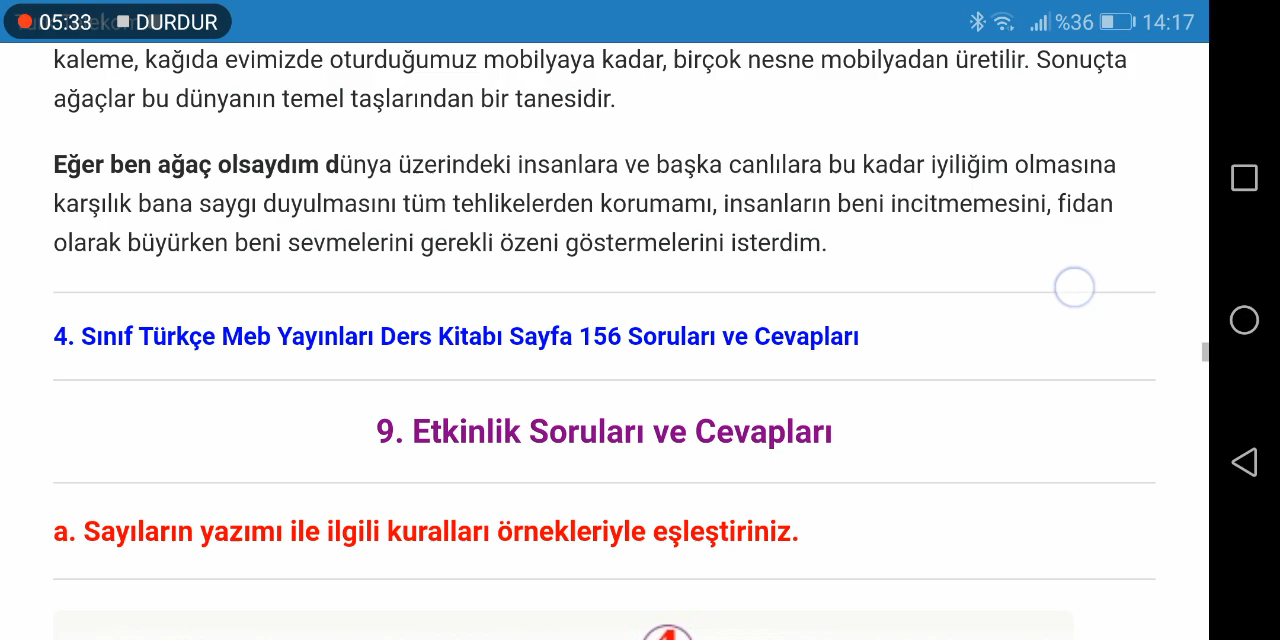 05:33 DURDUR %36 14:17
kaleme, kağıda evimizde oturduğumuz mobilyaya kadar, birçok nesne mobilyadan üretilir. Sonuçta
ağaçlar bu dünyanın temel taşlarından bir tanesidir.
Eğer ben ağaç olsaydım dünya üzerindeki insanlara ve başka canlılara bu kadar iyiliğim olmasına
karşılık bana saygı duyulmasını tüm tehlikelerden korumamı, insanların beni incitmemesini, fidan
olarak büyürken beni sevmelerini gerekli özeni göstermelerini isterdim.
4. Sınıf Türkçe Meb Yayınları Ders Kitabı Sayfa 156 Soruları ve Cevapları
9. Etkinlik Soruları ve Cevapları
a. Sayıların yazımı ile ilgili kuralları örnekleriyle eşleştiriniz.